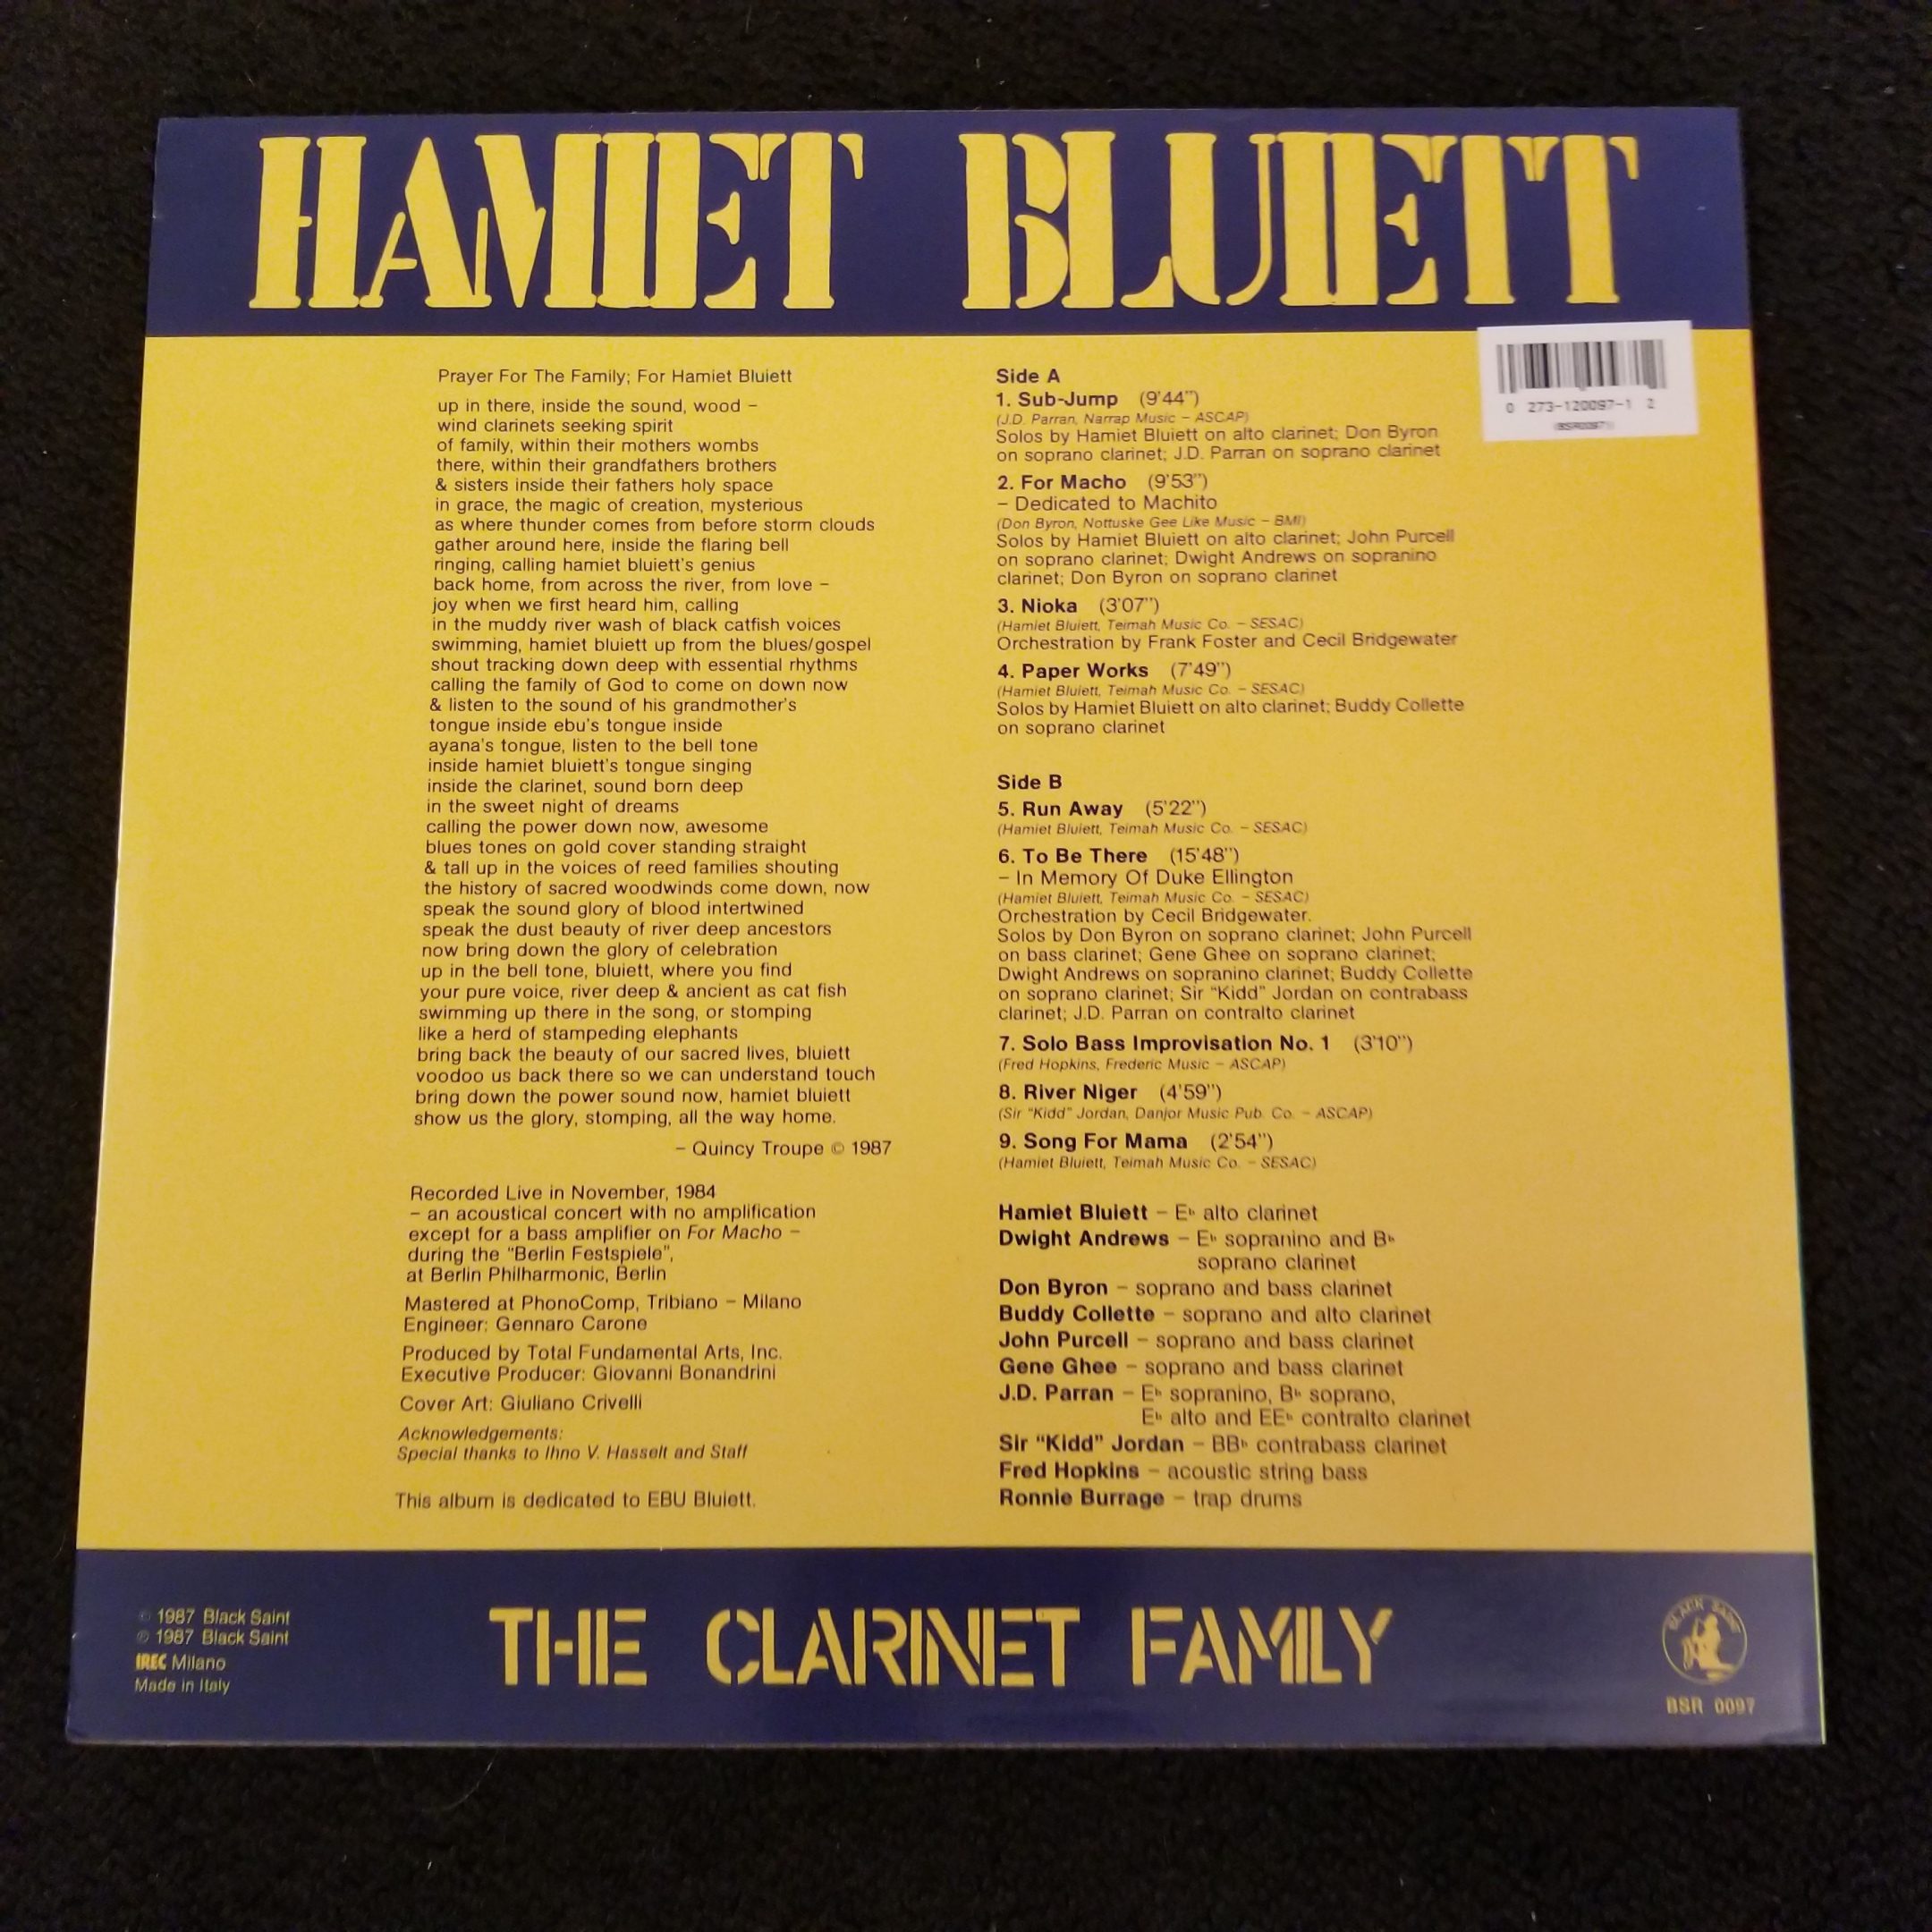 HAMIET BLUIETT
0 273-120097-1 2
(BSR0097)
Prayer For The Family; For Hamiet Bluiett
up in there, inside the sound, wood –
wind clarinets seeking spirit
of family, within their mothers wombs
there, within their grandfathers brothers
& sisters inside their fathers holy space
in grace, the magic of creation, mysterious
as where thunder comes from before storm clouds
gather around here, inside the flaring bell
ringing, calling hamiet bluiett's genius
back home, from across the river, from love –
joy when we first heard him, calling
in the muddy river wash of black catfish voices
swimming, hamiet bluiett up from the blues/gospel
shout tracking down deep with essential rhythms
calling the family of God to come on down now
& listen to the sound of his grandmother's
tongue inside ebu's tongue inside
ayana's tongue, listen to the bell tone
inside hamiet bluiett's tongue singing
inside the clarinet, sound born deep
in the sweet night of dreams
calling the power down now, awesome
blues tones on gold cover standing straight
& tall up in the voices of reed families shouting
the history of sacred woodwinds come down, now
speak the sound glory of blood intertwined
speak the dust beauty of river deep ancestors
now bring down the glory of celebration
up in the bell tone, bluiett, where you find
your pure voice, river deep & ancient as cat fish
swimming up there in the song, or stomping
like a herd of stampeding elephants
bring back the beauty of our sacred lives, bluiett
voodoo us back there so we can understand touch
bring down the power sound now, hamiet bluiett
show us the glory, stomping, all the way home.
– Quincy Troupe © 1987
Recorded Live in November, 1984
– an acoustical concert with no amplification
except for a bass amplifier on For Macho –
during the "Berlin Festspiele",
at Berlin Philharmonic, Berlin
Mastered at PhonoComp, Tribiano – Milano
Engineer: Gennaro Carone
Produced by Total Fundamental Arts, Inc.
Executive Producer: Giovanni Bonandrini
Cover Art: Giuliano Crivelli
Acknowledgements:
Special thanks to Ihno V. Hasselt and Staff
This album is dedicated to EBU Bluiett.
Side A
1. Sub-Jump (9'44")
(J.D. Parran, Narrap Music – ASCAP)
Solos by Hamiet Bluiett on alto clarinet; Don Byron
on soprano clarinet; J.D. Parran on soprano clarinet
2. For Macho (9'53")
– Dedicated to Machito
(Don Byron, Nottuske Gee Like Music – BMI)
Solos by Hamiet Bluiett on alto clarinet; John Purcell
on soprano clarinet; Dwight Andrews on sopranino
clarinet; Don Byron on soprano clarinet
3. Nioka (3'07")
(Hamiet Bluiett, Teimah Music Co. – SESAC)
Orchestration by Frank Foster and Cecil Bridgewater
4. Paper Works (7'49")
(Hamiet Bluiett, Teimah Music Co. – SESAC)
Solos by Hamiet Bluiett on alto clarinet; Buddy Collette
on soprano clarinet
Side B
5. Run Away (5'22")
(Hamiet Bluiett, Teimah Music Co. – SESAC)
6. To Be There (15'48")
– In Memory Of Duke Ellington
(Hamiet Bluiett, Teimah Music Co. – SESAC)
Orchestration by Cecil Bridgewater.
Solos by Don Byron on soprano clarinet; John Purcell
on bass clarinet; Gene Ghee on soprano clarinet;
Dwight Andrews on sopranino clarinet; Buddy Collette
on soprano clarinet; Sir "Kidd" Jordan on contrabass
clarinet; J.D. Parran on contralto clarinet
7. Solo Bass Improvisation No. 1 (3'10")
(Fred Hopkins, Frederic Music – ASCAP)
8. River Niger (4'59")
(Sir "Kidd" Jordan, Danjor Music Pub. Co. – ASCAP)
9. Song For Mama (2'54")
(Hamiet Bluiett, Teimah Music Co. – SESAC)
Hamiet Bluiett – E♭ alto clarinet
Dwight Andrews – E♭ sopranino and B♭
soprano clarinet
Don Byron – soprano and bass clarinet
Buddy Collette – soprano and alto clarinet
John Purcell – soprano and bass clarinet
Gene Ghee – soprano and bass clarinet
J.D. Parran – E♭ sopranino, B♭ soprano,
E♭ alto and EE♭ contralto clarinet
Sir "Kidd" Jordan – BB♭ contrabass clarinet
Fred Hopkins – acoustic string bass
Ronnie Burrage – trap drums
© 1987 Black Saint
℗ 1987 Black Saint
IREC Milano
Made in Italy
THE CLARINET FAMILY
BLACK SAINT
BSR 0097